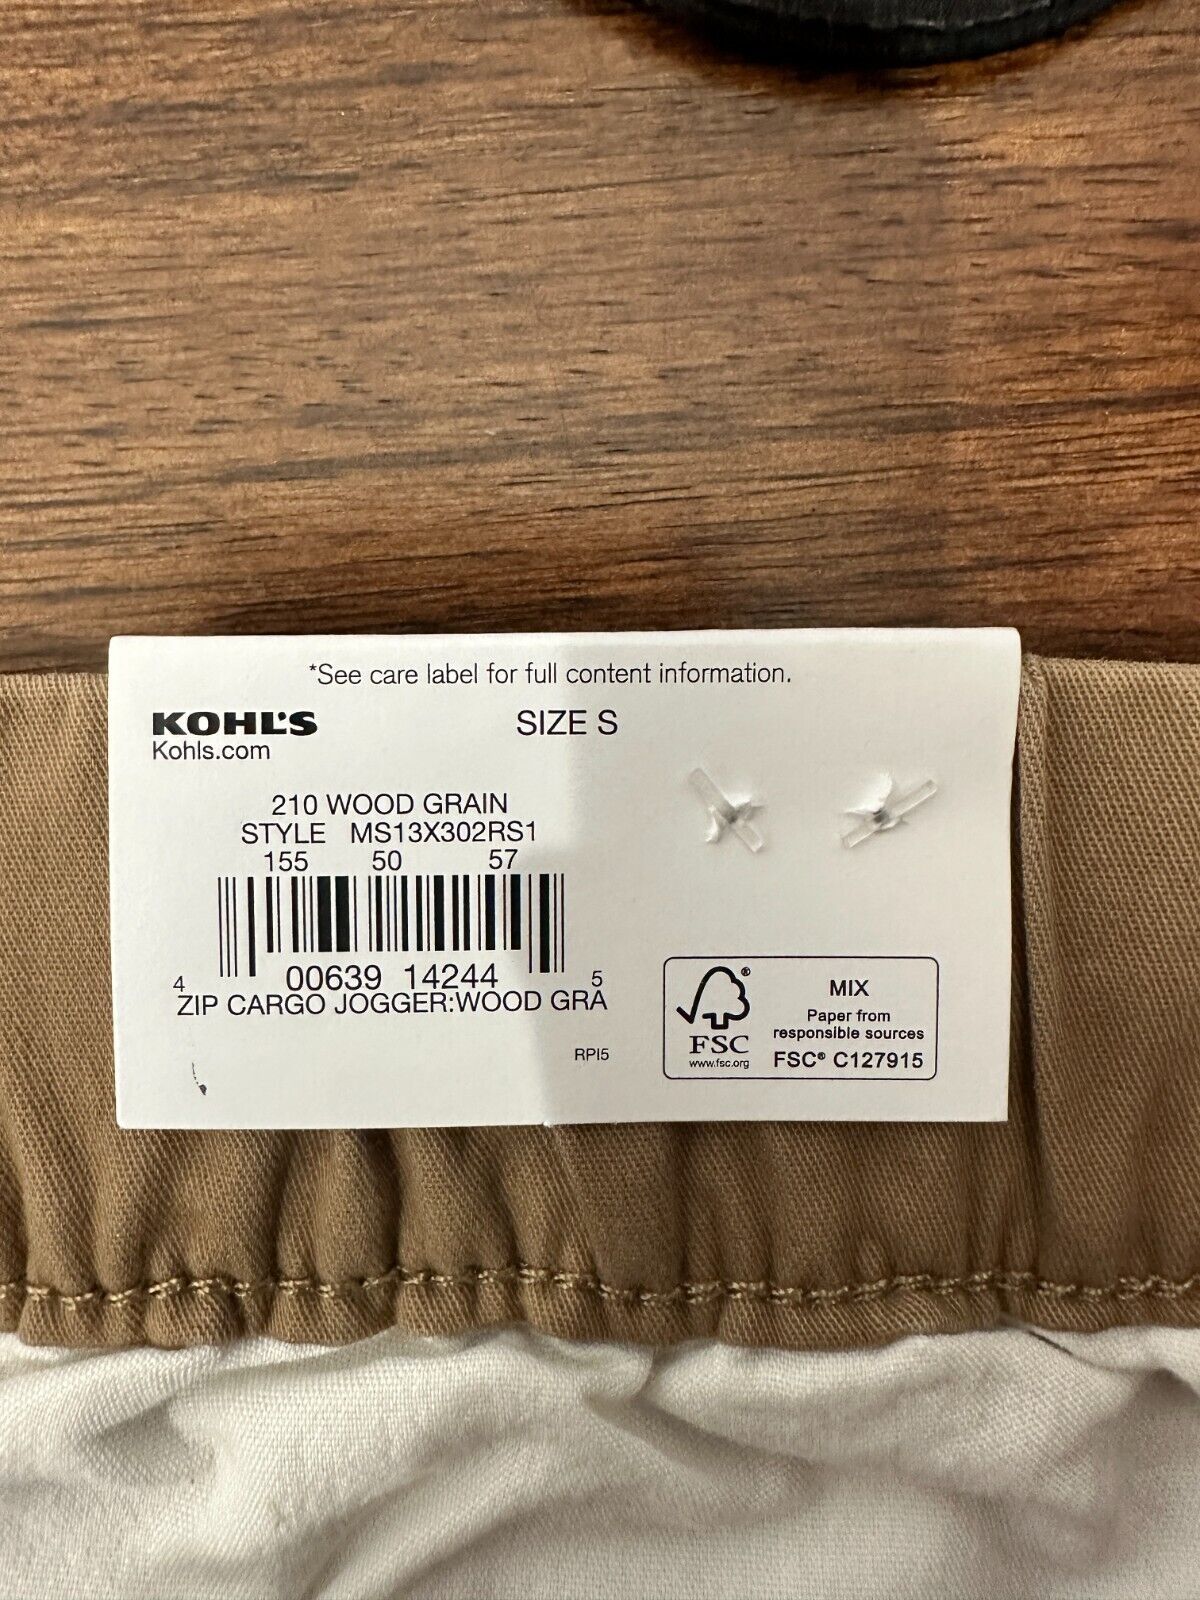 *See care label for full content information.
KOHL'S
SIZE S
Kohls.com
210 WOOD GRAIN
STYLE MS13X302RS1
155 50 57
4 00639 14244 5
ZIP CARGO JOGGER:WOOD GRA
RPI5
FSC
®
www.fsc.org
MIX
Paper from
responsible sources
FSC® C127915